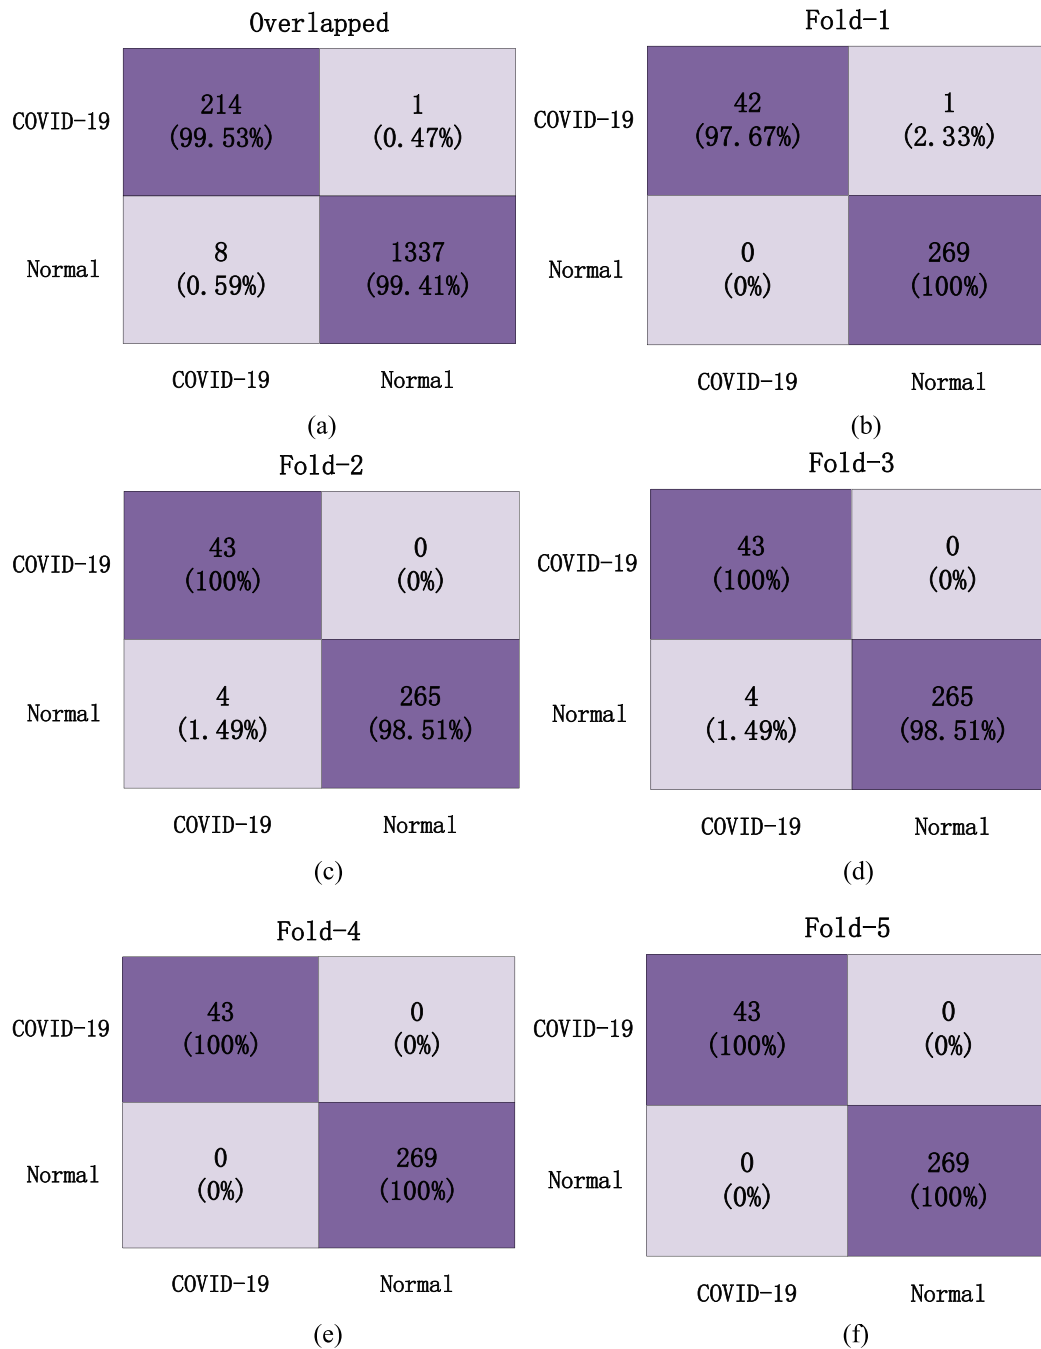 Overlapped
COVID-19
214
(99.53%)
1
(0.47%)
Normal
8
(0.59%)
1337
(99.41%)
COVID-19
Normal
(a)
Fold-1
COVID-19
42
(97.67%)
1
(2.33%)
Normal
0
(0%)
269
(100%)
COVID-19
Normal
(b)
Fold-2
COVID-19
43
(100%)
0
(0%)
Normal
4
(1.49%)
265
(98.51%)
COVID-19
Normal
(c)
Fold-3
COVID-19
43
(100%)
0
(0%)
Normal
4
(1.49%)
265
(98.51%)
COVID-19
Normal
(d)
Fold-4
COVID-19
43
(100%)
0
(0%)
Normal
0
(0%)
269
(100%)
COVID-19
Normal
(e)
Fold-5
COVID-19
43
(100%)
0
(0%)
Normal
0
(0%)
269
(100%)
COVID-19
Normal
(f)